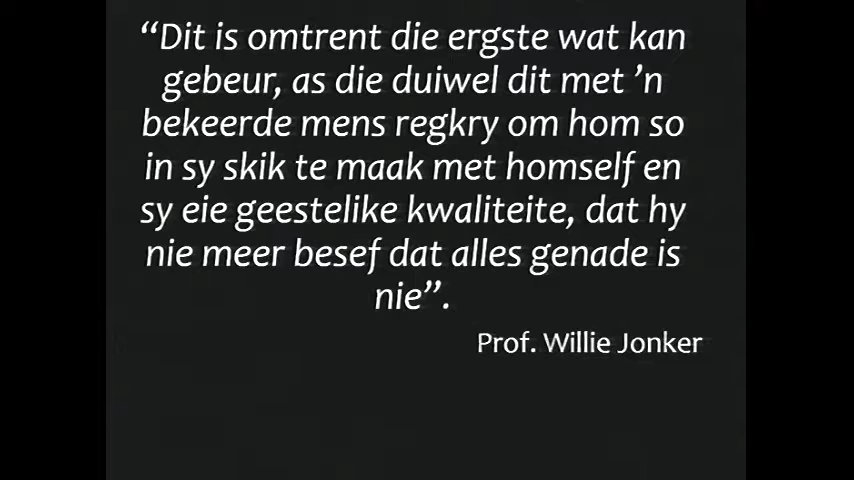 “Dit is omtrent die ergste wat kan
gebeur, as die duiwel dit met ’n
bekeerde mens regkry om hom so
in sy skik te maak met homself en
sy eie geestelike kwaliteite, dat hy
nie meer besef dat alles genade is
nie”.
Prof. Willie Jonker